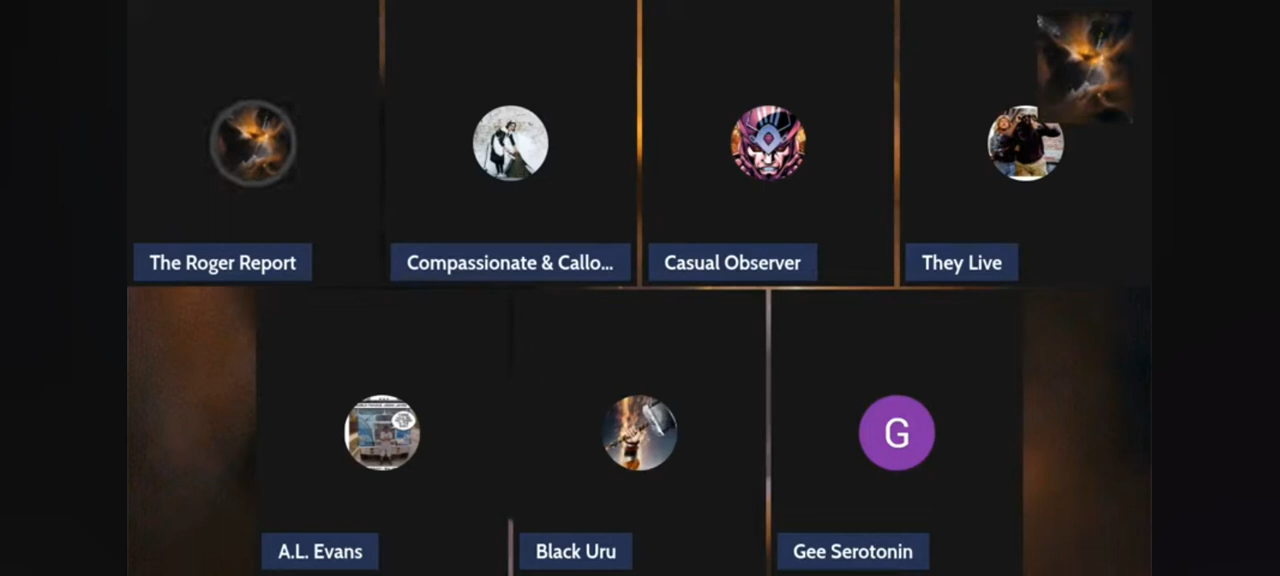 The Roger Report
Compassionate & Callo...
Casual Observer
They Live
G
A.L. Evans
Black Uru
Gee Serotonin